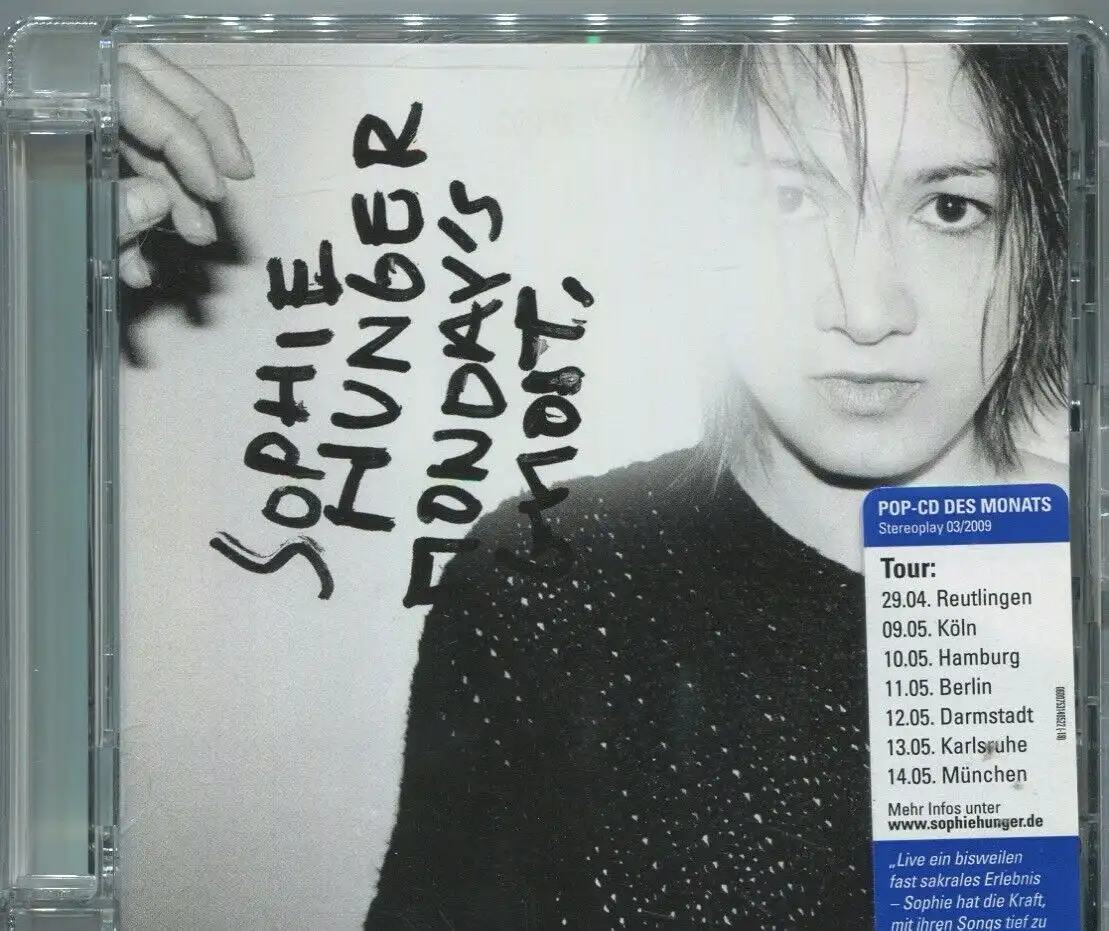 SOPHIE
HUNGER
MONDAY'S
GHOST.
POP-CD DES MONATS
Stereoplay 03/2009
Tour:
29.04. Reutlingen
09.05. Köln
10.05. Hamburg
11.05. Berlin
12.05. Darmstadt
13.05. Karlsruhe
14.05. München
Mehr Infos unter
www.sophiehunger.de
„Live ein bisweilen
fast sakrales Erlebnis
– Sophie hat die Kraft,
mit ihren Songs tief zu